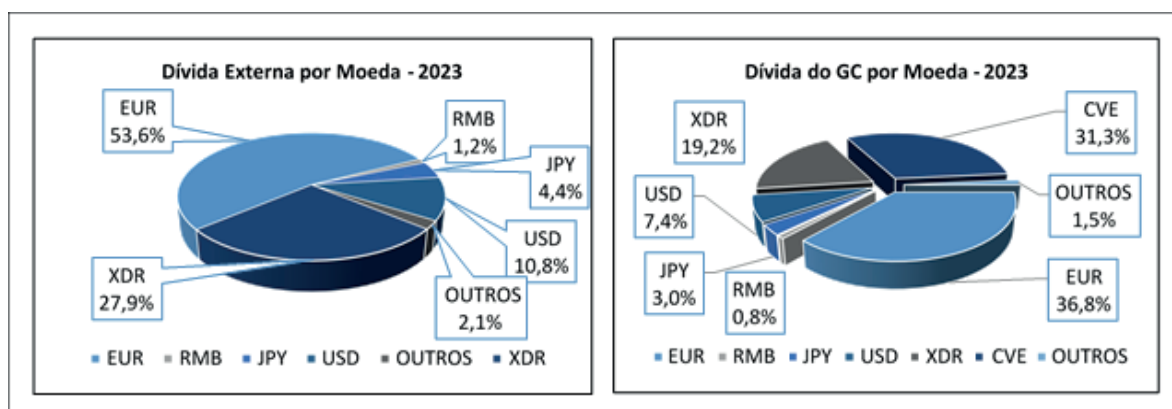 Dívida Externa por Moeda - 2023
EUR
53,6%
RMB
1,2%
JPY
4,4%
USD
10,8%
OUTROS
2,1%
XDR
27,9%
EUR RMB JPY USD OUTROS XDR
Dívida do GC por Moeda - 2023
XDR
19,2%
CVE
31,3%
USD
7,4%
OUTROS
1,5%
JPY
3,0%
RMB
0,8%
EUR
36,8%
EUR RMB JPY USD XDR CVE OUTROS